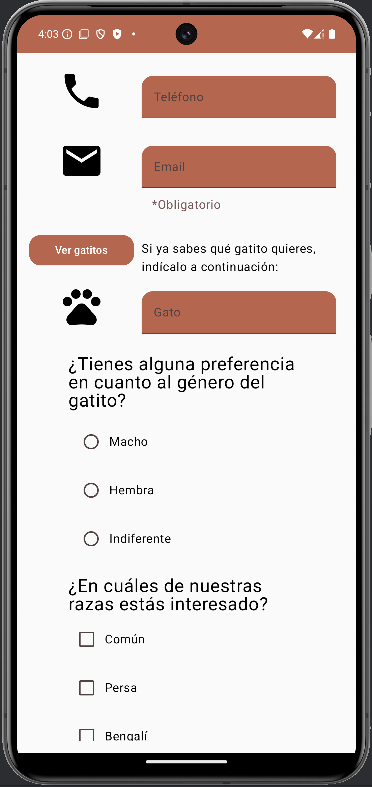 4:03
Teléfono
Email
*Obligatorio
Ver gatitos
Si ya sabes qué gatito quieres,
indícalo a continuación:
Gato
¿Tienes alguna preferencia
en cuanto al género del
gatito?
Macho
Hembra
Indiferente
¿En cuáles de nuestras
razas estás interesado?
Común
Persa
Bengalí